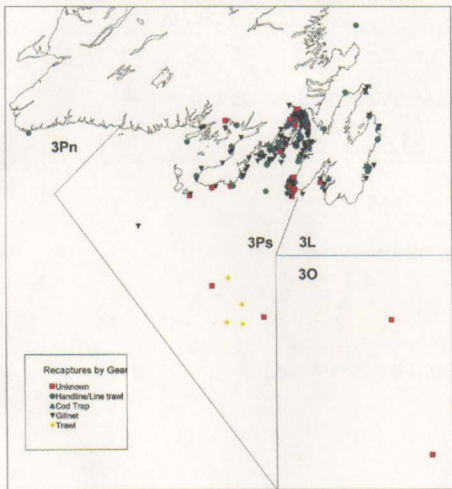 3Pn
3Ps
3L
3O
Recaptures by Gear
Unknown
Handline/Line trawl
Cod Trap
Gillnet
Trawl